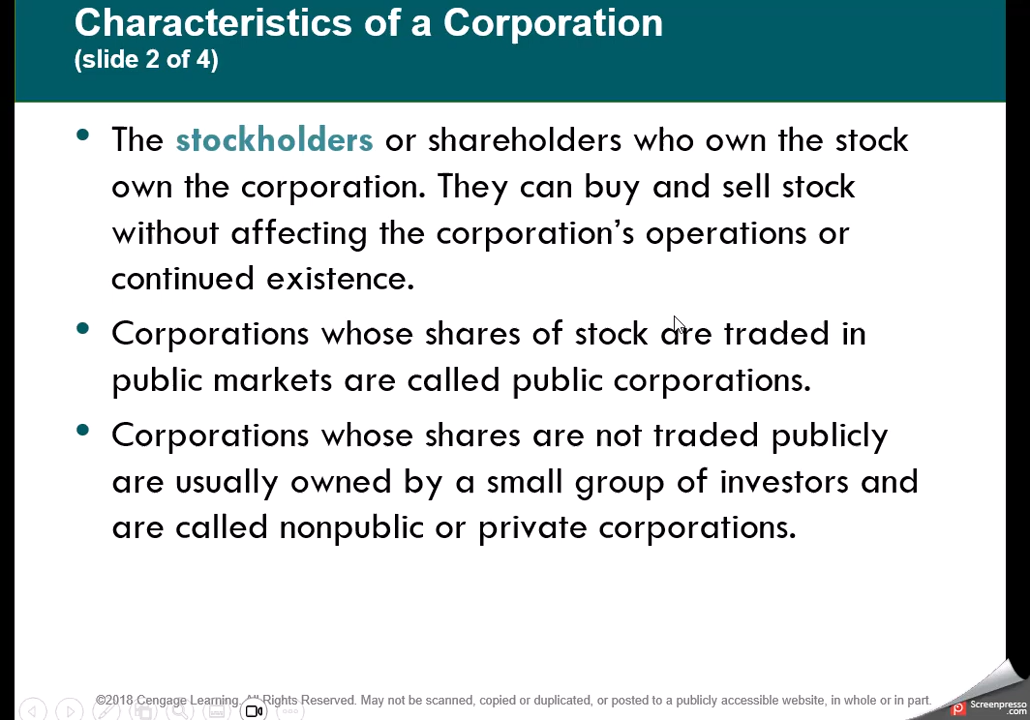 Characteristics of a Corporation
(slide 2 of 4)
• The stockholders or shareholders who own the stock
own the corporation. They can buy and sell stock
without affecting the corporation’s operations or
continued existence.
• Corporations whose shares of stock are traded in
public markets are called public corporations.
• Corporations whose shares are not traded publicly
are usually owned by a small group of investors and
are called nonpublic or private corporations.
©2018 Cengage Learning. All Rights Reserved. May not be scanned, copied or duplicated, or posted to a publicly accessible website, in whole or in part.
Screenpresso
.com